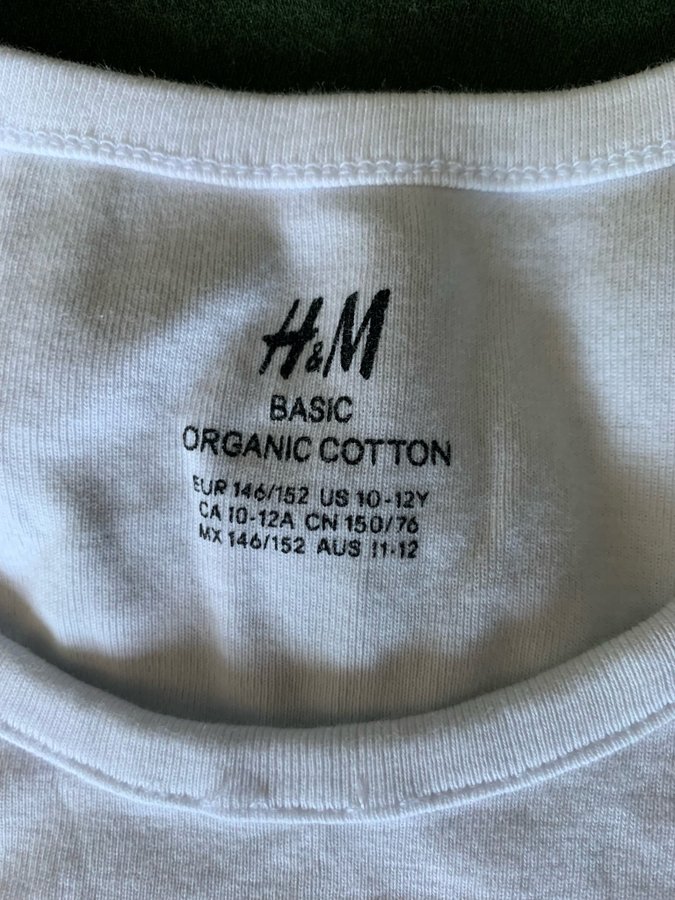 H&M
BASIC
ORGANIC COTTON
EUR 146/152 US 10-12Y
CA 10-12A CN 150/76
MX 146/152 AUS 11-12